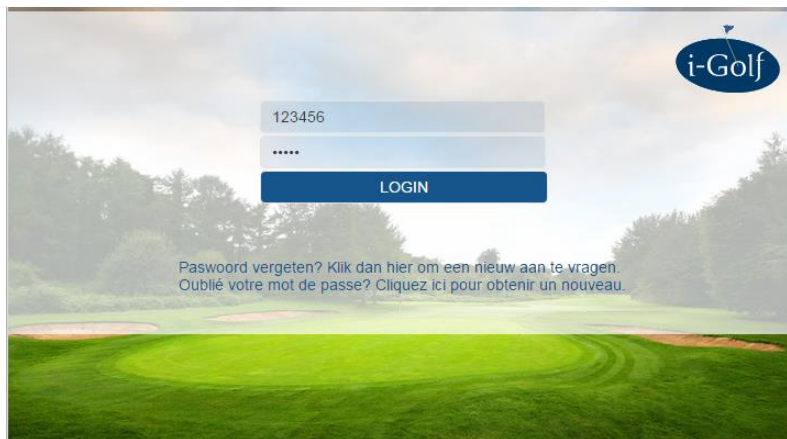 i-Golf
123456
•••••
LOGIN
Paswoord vergeten? Klik dan hier om een nieuw aan te vragen.
Oublié votre mot de passe? Cliquez ici pour obtenir un nouveau.